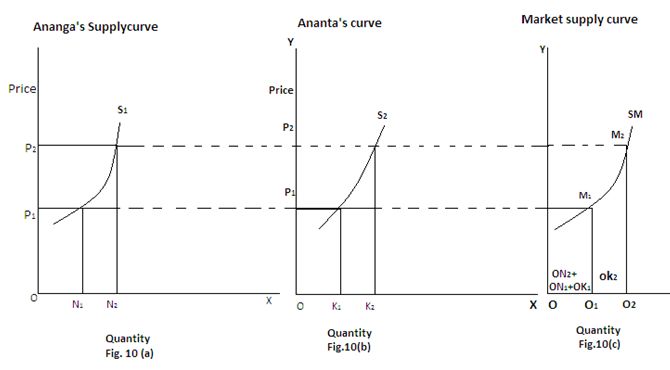 Ananga's Supplycurve
Price
S₁
P₂
P₁
O
N₁
N₂
X
Quantity
Fig. 10 (a)
Ananta's curve
Y
Price
S₂
P₂
P₁
O
K₁
K₂
X
Quantity
Fig.10(b)
Market supply curve
Y
SM
M₂
M₁
ON₂+
ON₁+OK₁
ok₂
O
O₁
O₂
Quantity
Fig.10(c)